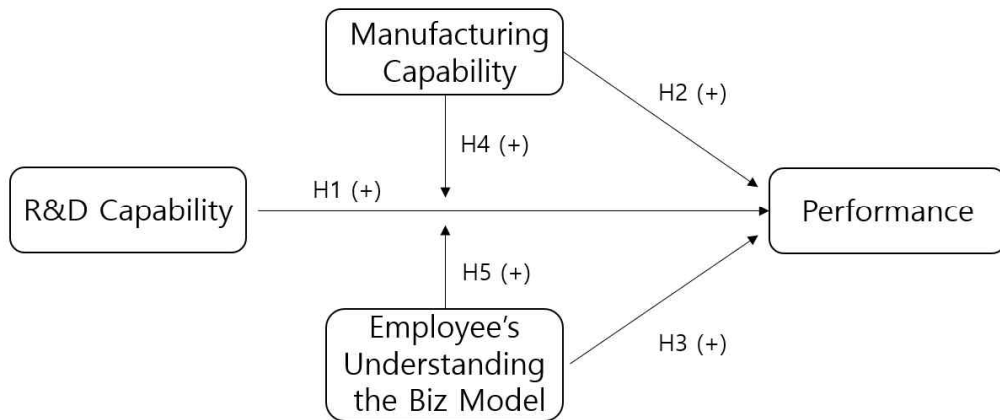 Manufacturing
Capability
H2 (+)
H4 (+)
R&D Capability
H1 (+)
Performance
H5 (+)
Employee's
Understanding
the Biz Model
H3 (+)